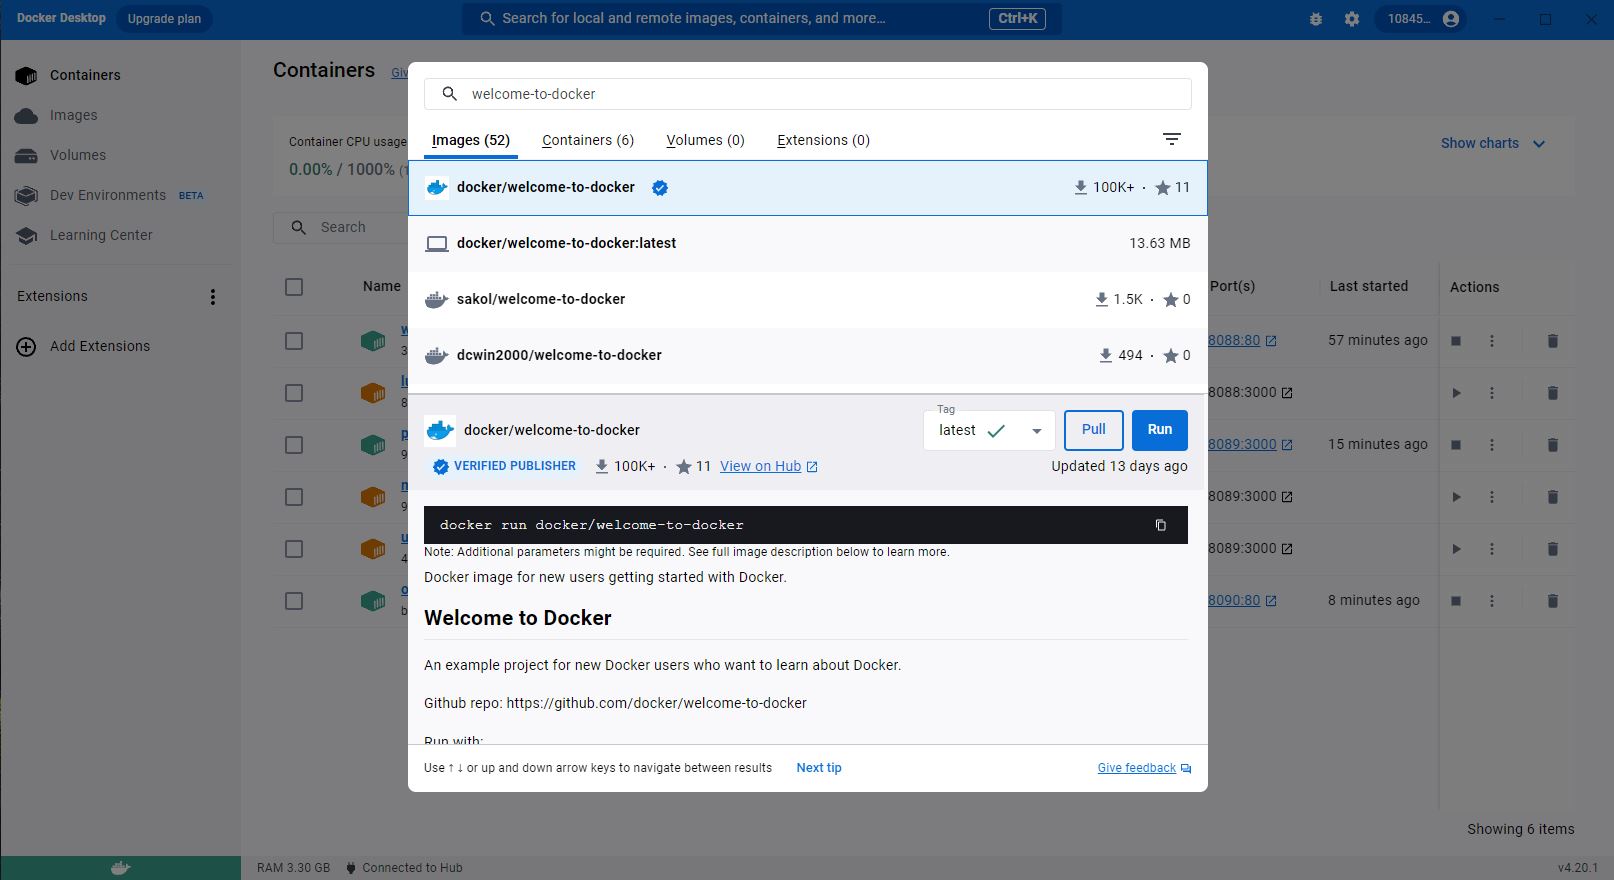 Docker Desktop Upgrade plan Search for local and remote images, containers, and more... Ctrl+K 10845...
Containers
Images
Volumes
Dev Environments BETA
Learning Center
Extensions
Add Extensions
Containers Giv
Container CPU usage
0.00% / 1000% (1
Show charts
Search
Name Port(s) Last started Actions
w
3
8088:80 57 minutes ago
lu
8
8088:3000
p
9
8089:3000 15 minutes ago
n
9
8089:3000
u
4
8089:3000
o
b
8090:80 8 minutes ago
Showing 6 items
welcome-to-docker
Images (52) Containers (6) Volumes (0) Extensions (0)
docker/welcome-to-docker 100K+ · 11
docker/welcome-to-docker:latest 13.63 MB
sakol/welcome-to-docker 1.5K · 0
dcwin2000/welcome-to-docker 494 · 0
Tag
docker/welcome-to-docker latest Pull Run
VERIFIED PUBLISHER 100K+ · 11 View on Hub Updated 13 days ago
docker run docker/welcome-to-docker
Note: Additional parameters might be required. See full image description below to learn more.
Docker image for new users getting started with Docker.
Welcome to Docker
An example project for new Docker users who want to learn about Docker.
Github repo: https://github.com/docker/welcome-to-docker
Run with:
Use ↑ ↓ or up and down arrow keys to navigate between results Next tip Give feedback
RAM 3.30 GB Connected to Hub v4.20.1